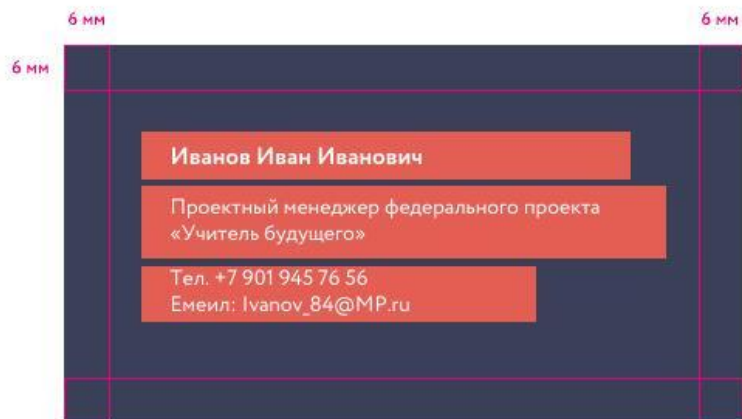 6 мм
6 мм
6 мм
Иванов Иван Иванович
Проектный менеджер федерального проекта
«Учитель будущего»
Тел. +7 901 945 76 56
Емеил: Ivanov_84@MP.ru